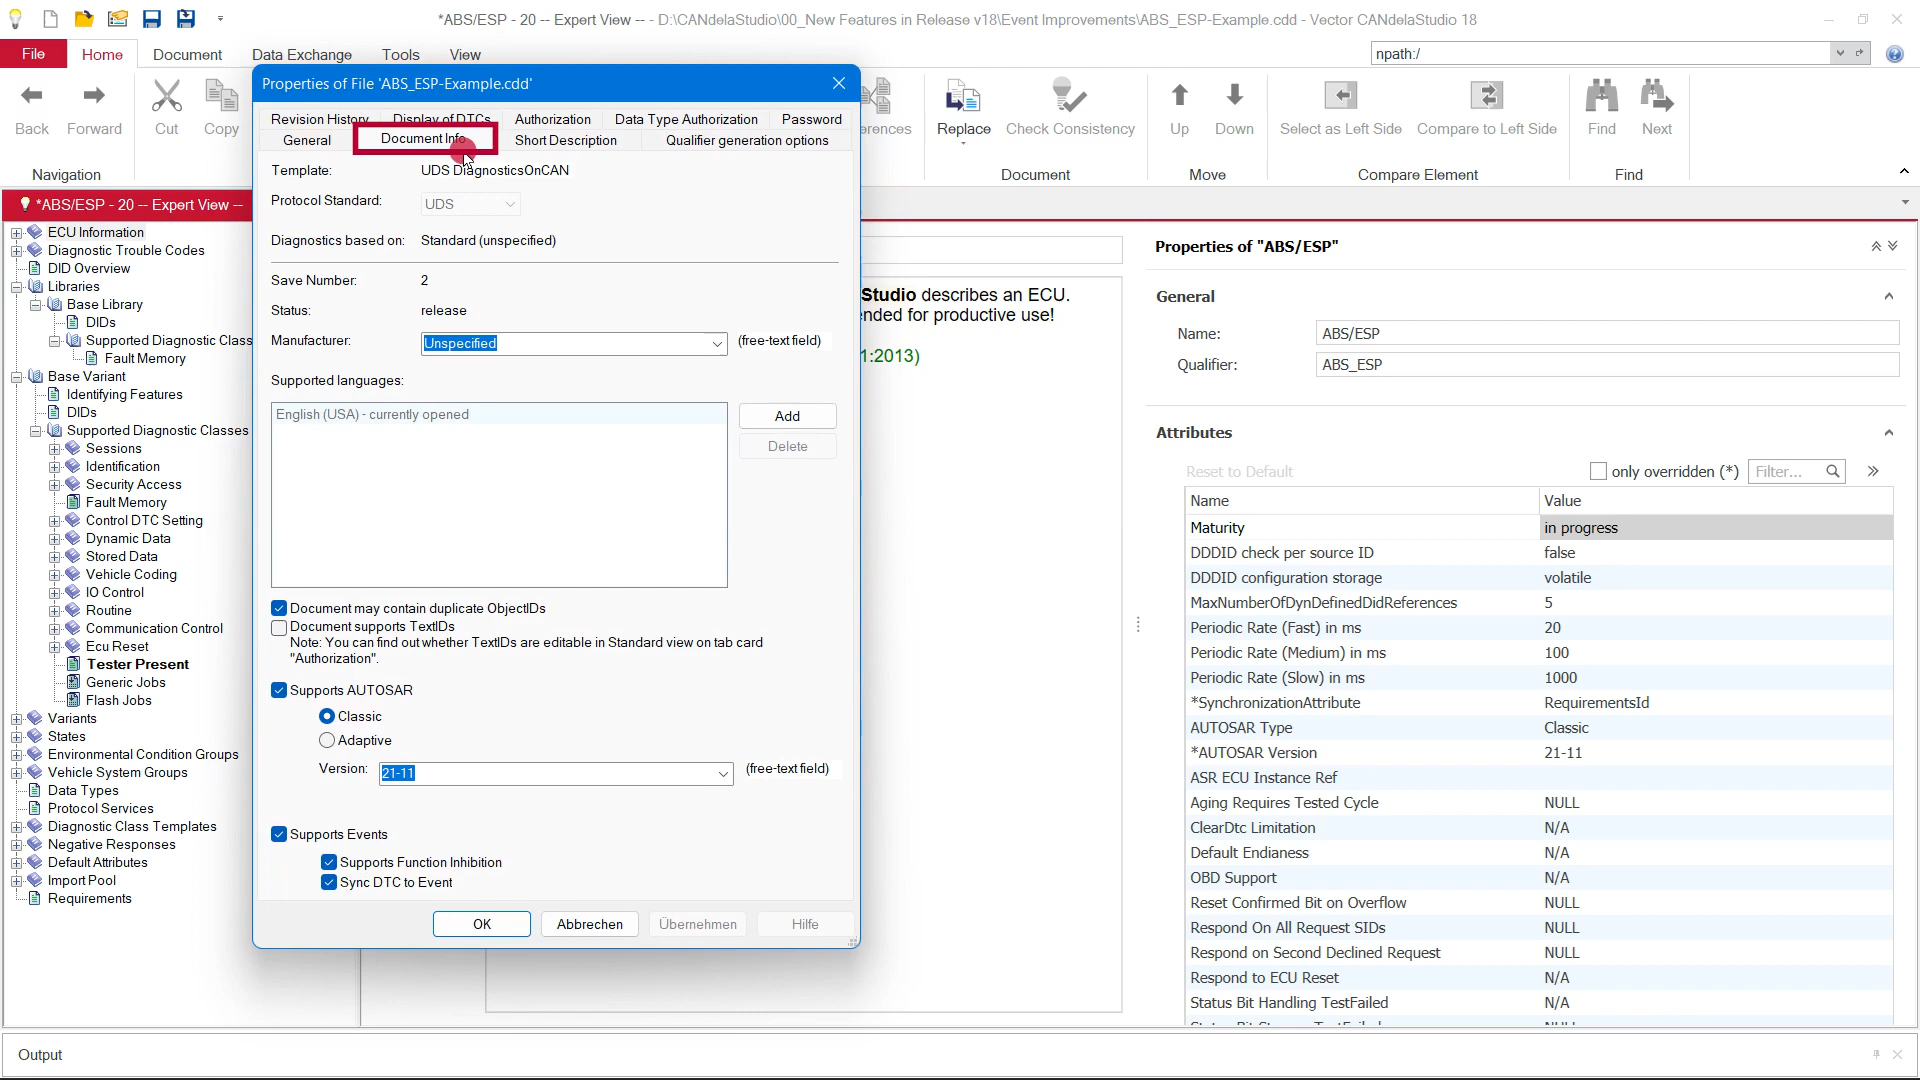 *ABS/ESP - 20 -- Expert View -- - D:\CANdelaStudio\00_New Features in Release v18\Event Improvements\ABS_ESP-Example.cdd - Vector CANdelaStudio 18
File
Home
Document
Data Exchange
Tools
View
npath:/
Back
Forward
Cut
Copy
erences
Replace
Check Consistency
Up
Down
Select as Left Side
Compare to Left Side
Find
Next
Navigation
Document
Move
Compare Element
Find
*ABS/ESP - 20 -- Expert View --
ECU Information
Diagnostic Trouble Codes
DID Overview
Libraries
Base Library
DIDs
Supported Diagnostic Class
Fault Memory
Base Variant
Identifying Features
DIDs
Supported Diagnostic Classes
Sessions
Identification
Security Access
Fault Memory
Control DTC Setting
Dynamic Data
Stored Data
Vehicle Coding
IO Control
Routine
Communication Control
Ecu Reset
Tester Present
Generic Jobs
Flash Jobs
Variants
States
Environmental Condition Groups
Vehicle System Groups
Data Types
Protocol Services
Diagnostic Class Templates
Negative Responses
Default Attributes
Import Pool
Requirements
Properties of File 'ABS_ESP-Example.cdd'
Revision History
Display of DTCs
Authorization
Data Type Authorization
Password
General
Document Info
Short Description
Qualifier generation options
Template:
UDS DiagnosticsOnCAN
Protocol Standard:
UDS
Diagnostics based on:
Standard (unspecified)
Save Number:
2
Status:
release
Manufacturer:
Unspecified
(free-text field)
Supported languages:
English (USA) - currently opened
Add
Delete
Document may contain duplicate ObjectIDs
Document supports TextIDs
Note: You can find out whether TextIDs are editable in Standard view on tab card
"Authorization".
Supports AUTOSAR
Classic
Adaptive
Version:
21-11
(free-text field)
Supports Events
Supports Function Inhibition
Sync DTC to Event
OK
Abbrechen
Übernehmen
Hilfe
Studio describes an ECU.
nded for productive use!
1:2013)
Properties of "ABS/ESP"
General
Name:
ABS/ESP
Qualifier:
ABS_ESP
Attributes
Reset to Default
only overridden (*)
Filter...
Name
Value
Maturity
in progress
DDDID check per source ID
false
DDDID configuration storage
volatile
MaxNumberOfDynDefinedDidReferences
5
Periodic Rate (Fast) in ms
20
Periodic Rate (Medium) in ms
100
Periodic Rate (Slow) in ms
1000
*SynchronizationAttribute
RequirementsId
AUTOSAR Type
Classic
*AUTOSAR Version
21-11
ASR ECU Instance Ref
Aging Requires Tested Cycle
NULL
ClearDtc Limitation
N/A
Default Endianess
N/A
OBD Support
N/A
Reset Confirmed Bit on Overflow
NULL
Respond On All Request SIDs
NULL
Respond on Second Declined Request
NULL
Respond to ECU Reset
N/A
Status Bit Handling TestFailed
N/A
Output